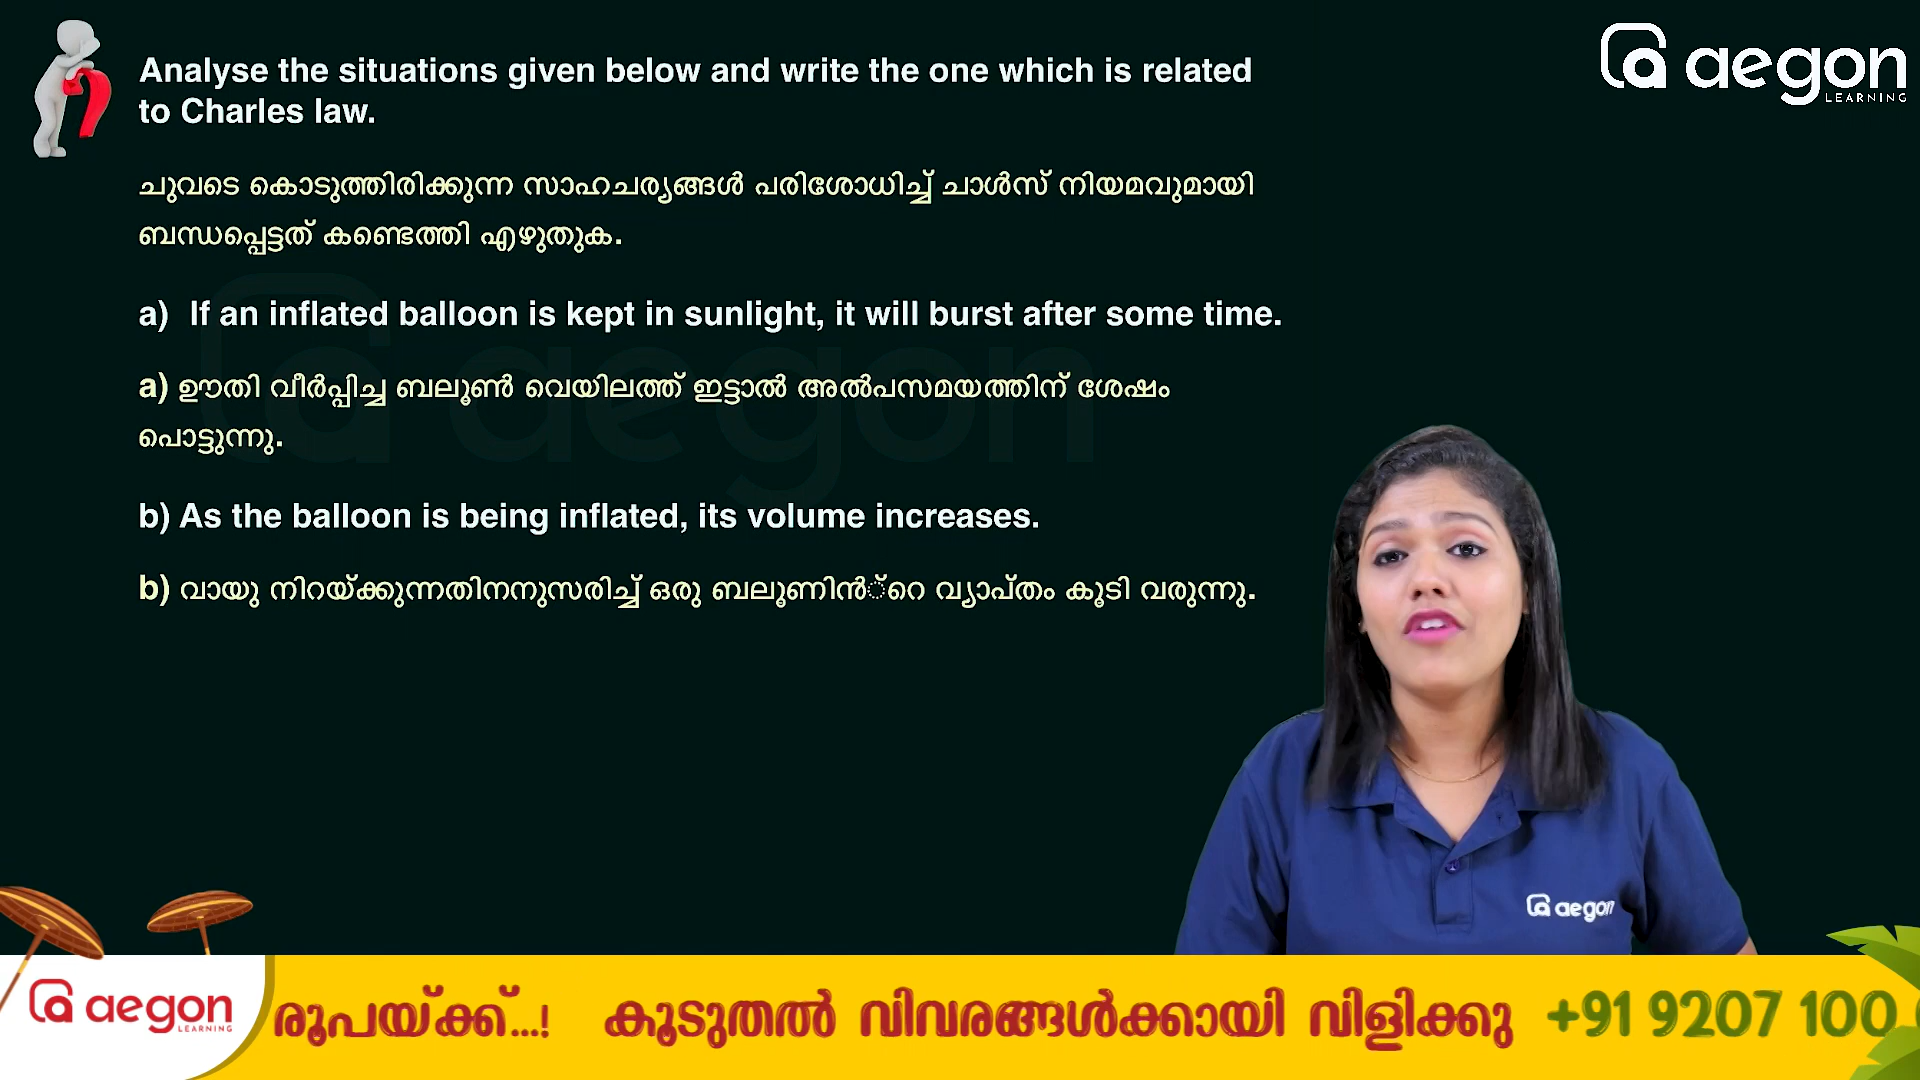 aegon
LEARNING
Analyse the situations given below and write the one which is related
to Charles law.
ചുവടെ കൊടുത്തിരിക്കുന്ന സാഹചര്യങ്ങൾ പരിശോധിച്ച് ചാൾസ് നിയമവുമായി
ബന്ധപ്പെട്ടത് കണ്ടെത്തി എഴുതുക.
a) If an inflated balloon is kept in sunlight, it will burst after some time.
a) ഊതി വീർപ്പിച്ച ബലൂൺ വെയിലത്ത് ഇട്ടാൽ അൽപസമയത്തിന് ശേഷം
പൊട്ടുന്നു.
b) As the balloon is being inflated, its volume increases.
b) വായു നിറയ്ക്കുന്നതിനനുസരിച്ച് ഒരു ബലൂണിൻ്റെ വ്യാപ്തം കൂടി വരുന്നു.
aegon
aegon
LEARNING
രൂപയ്ക്ക്...! കൂടുതൽ വിവരങ്ങൾക്കായി വിളിക്കു +91 9207 100